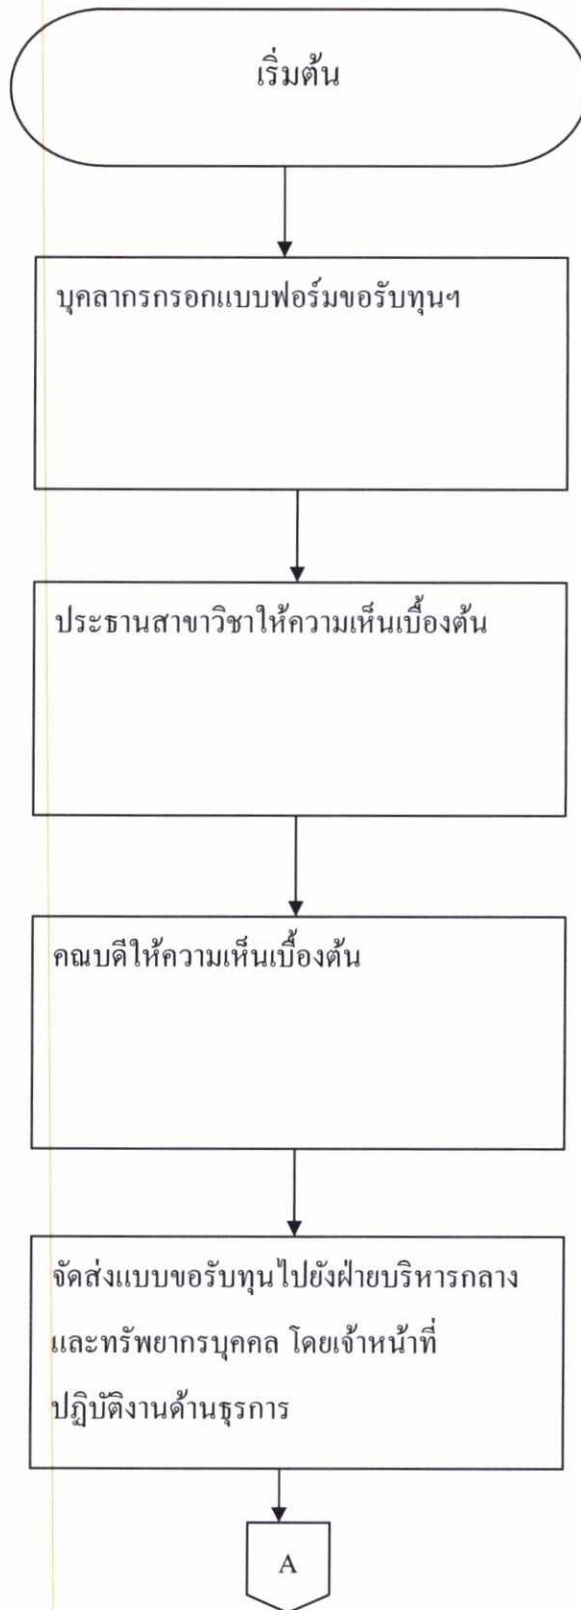 เริ่มต้น
บุคลากรกรอกแบบฟอร์มขอรับทุนฯ
ประธานสาขาวิชาให้ความเห็นเบื้องต้น
คณบดีให้ความเห็นเบื้องต้น
จัดส่งแบบขอรับทุนไปยังฝ่ายบริหารกลาง
และทรัพยากรบุคคล โดยเจ้าหน้าที่
ปฏิบัติงานด้านธุรการ
A